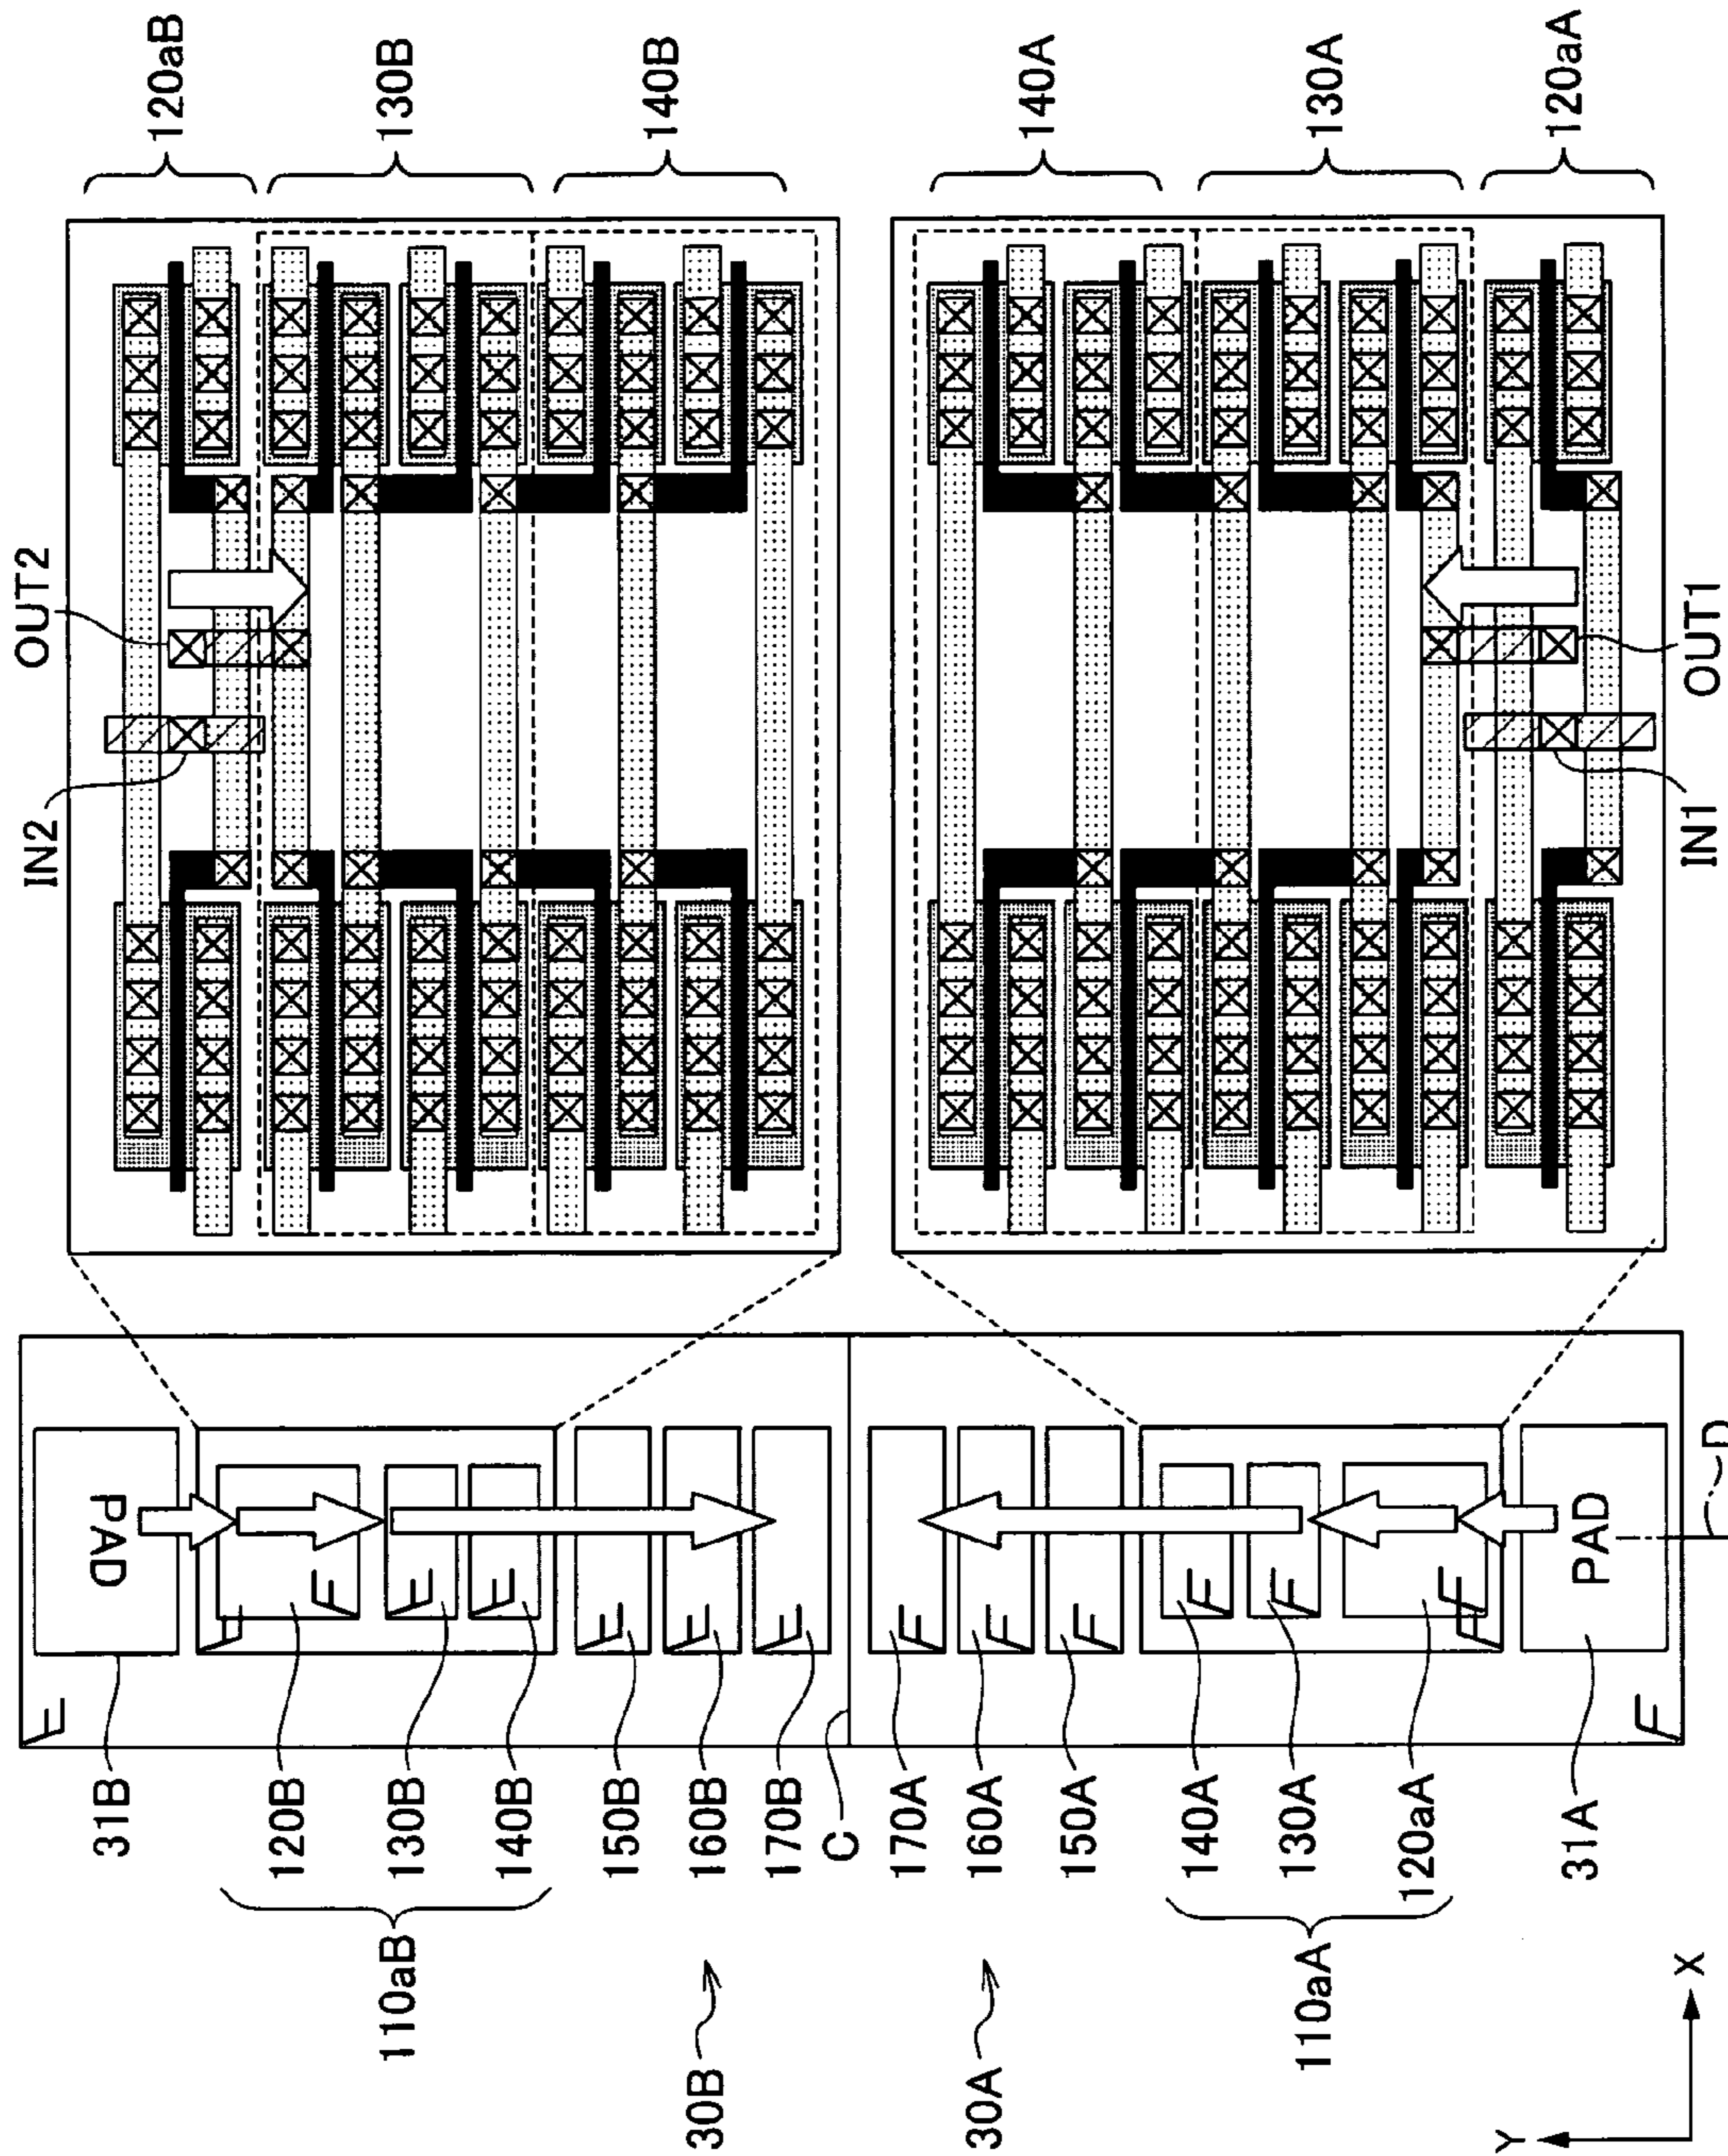 120aB
130B
140B
140A
130A
120aA
OUT2
IN2
OUT1
IN1
PAD
F
F
F
F
F
F
F
F
PAD
F
F
F
F
F
F
F
F
D
31B
120B
130B
140B
150B
160B
170B
C
170A
160A
150A
140A
130A
120aA
31A
110aB
110aA
30B
30A
X
Y